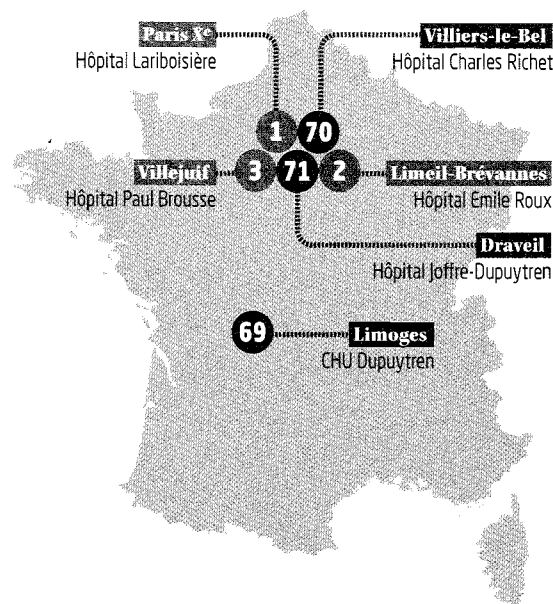 Paris Xe
Hôpital Lariboisière
Villiers-le-Bel
Hôpital Charles Richet
1
70
Villejuif
Hôpital Paul Brousse
3
71
2
Limeil-Brévannes
Hôpital Emile Roux
Draveil
Hôpital Joffre-Dupuytren
69
Limoges
CHU Dupuytren